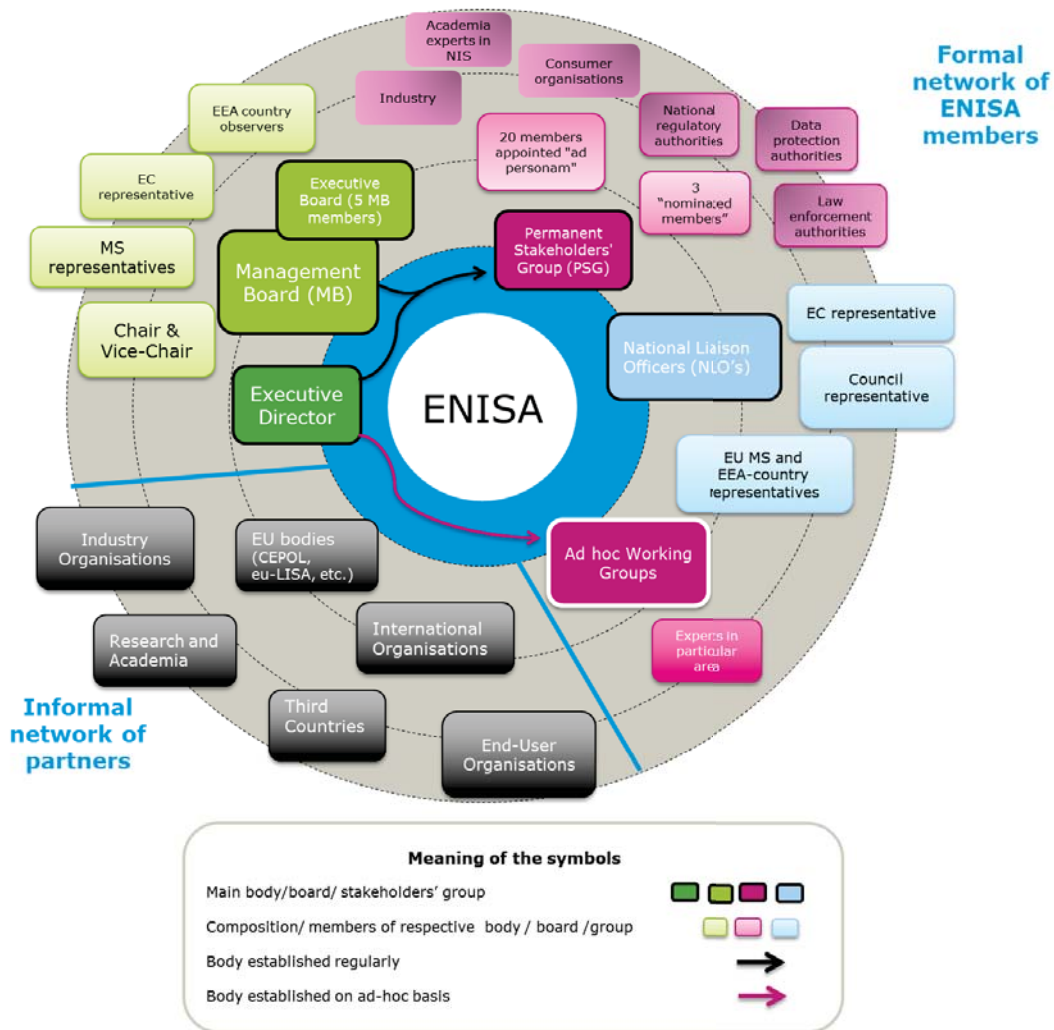 Academia
experts in
NIS
Consumer
organisations
Industry
Formal
network of
ENISA
members
EEA country
observers
National
regulatory
authorities
Data
protection
authorities
20 members
appointed "ad
personam"
EC
representative
Executive
Board (5 MB
members)
3
"nominated
members"
Law
enforcement
authorities
MS
representatives
Management
Board (MB)
Permanent
Stakeholders'
Group (PSG)
Chair &
Vice-Chair
EC representative
National Liaison
Officers (NLO's)
Council
representative
Executive
Director
ENISA
EU MS and
EEA-country
representatives
Industry
Organisations
EU bodies
(CEPOL,
eu-LISA, etc.)
Ad hoc Working
Groups
Research and
Academia
International
Organisations
Experts in
particular
area
Informal
network of
partners
Third
Countries
End-User
Organisations
Meaning of the symbols
Main body/board/ stakeholders' group
Composition/ members of respective body / board /group
Body established regularly
Body established on ad-hoc basis